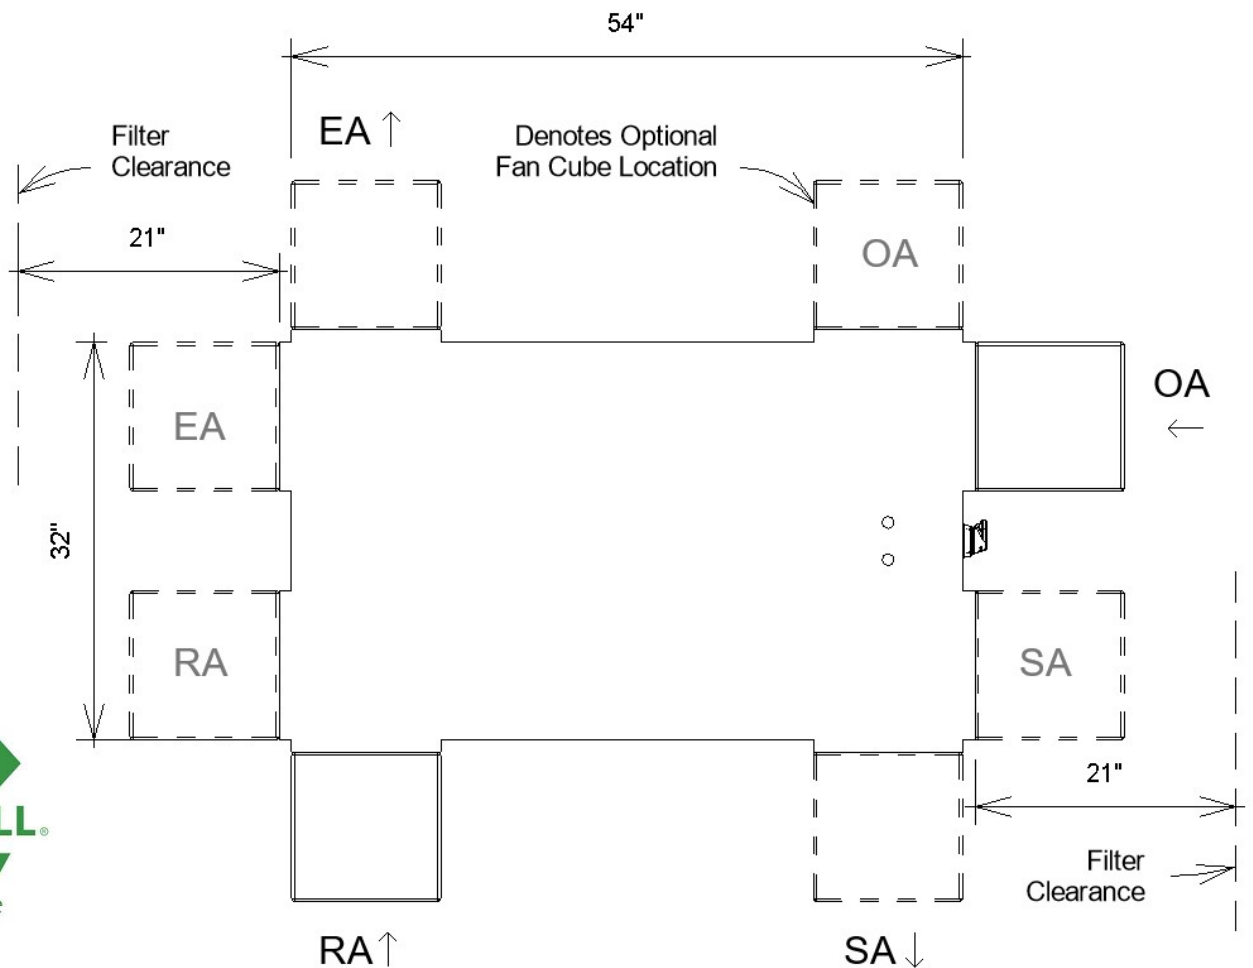 54"
Filter
Clearance
EA
Denotes Optional
Fan Cube Location
21"
OA
EA
OA
32"
RA
SA
21"
LL®
Filter
Clearance
RA
SA